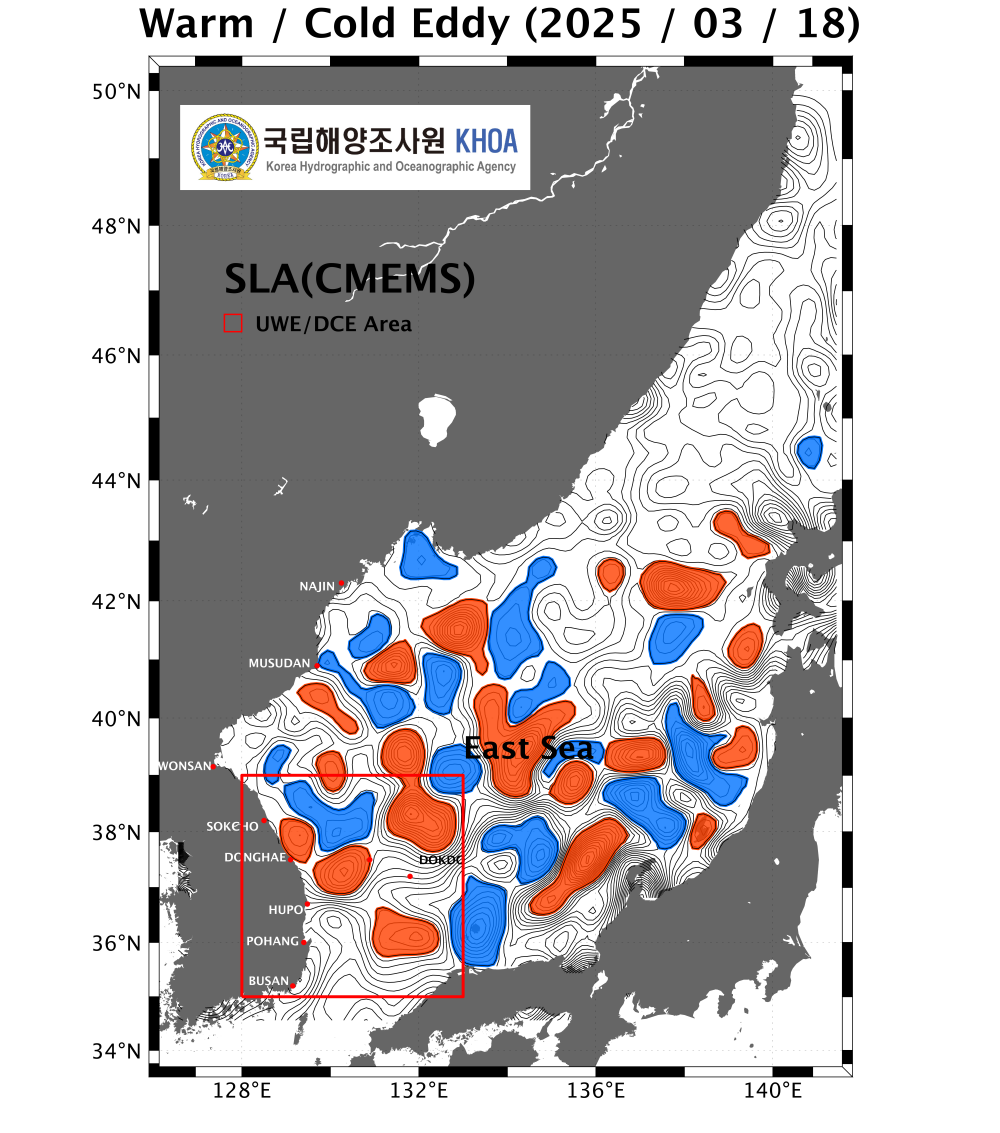 Warm / Cold Eddy (2025 / 03 / 18)
50°N
국립해양조사원 KHOA
Korea Hydrographic and Oceanographic Agency
48°N
SLA(CMEMS)
UWE/DCE Area
46°N
44°N
NAJIN
42°N
MUSUDAN
40°N
East Sea
WONSAN
SOKCHO
38°N
DONGHAE
DOKDO
HUPO
36°N
POHANG
BUSAN
34°N
128°E
132°E
136°E
140°E